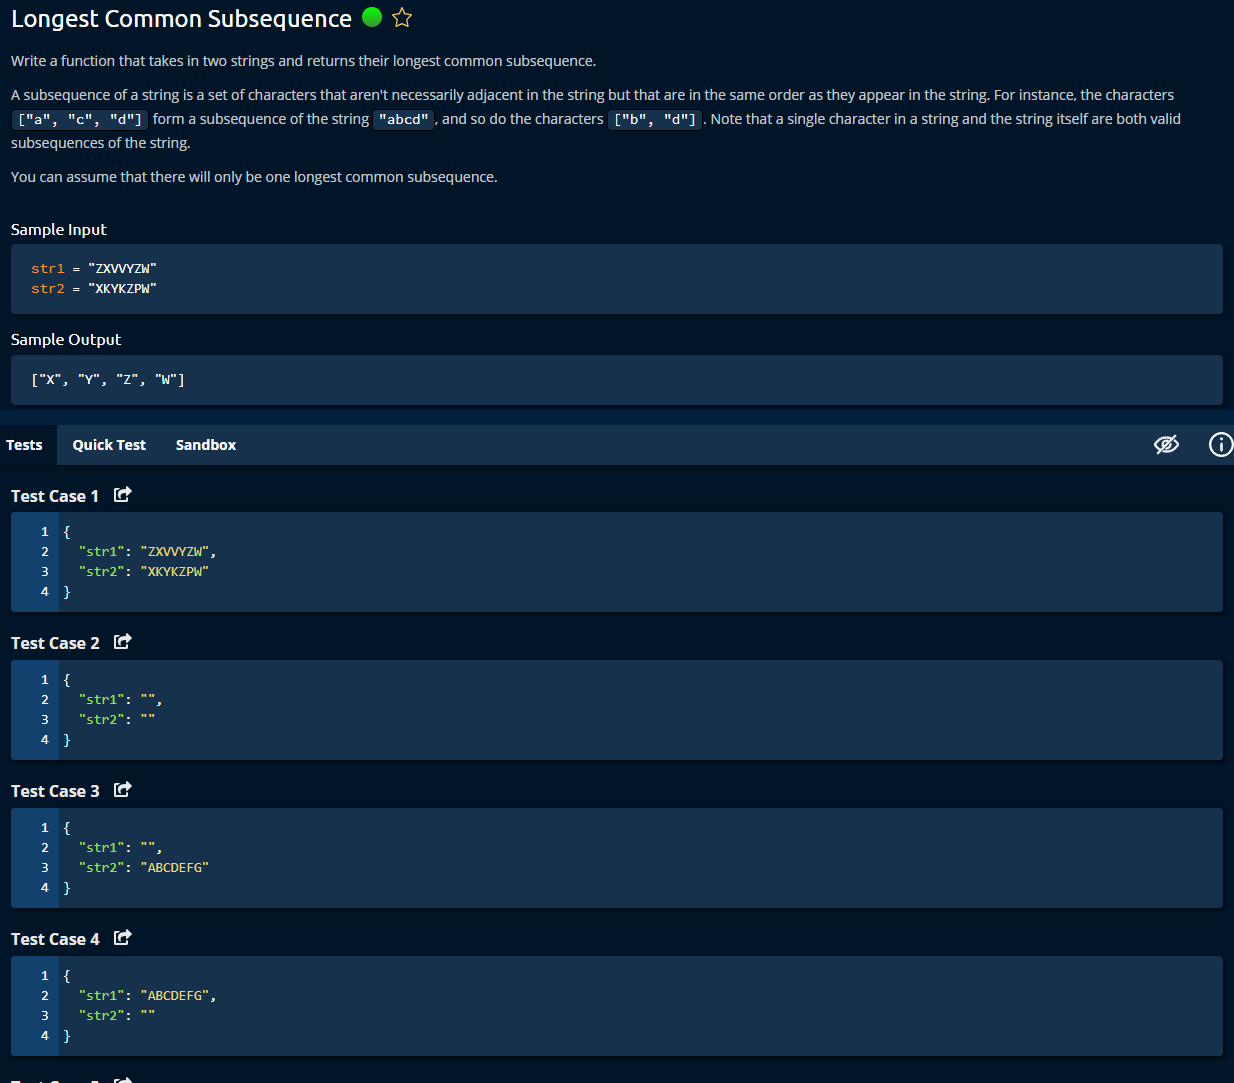 Longest Common Subsequence
Write a function that takes in two strings and returns their longest common subsequence.
A subsequence of a string is a set of characters that aren't necessarily adjacent in the string but that are in the same order as they appear in the string. For instance, the characters
["a", "c", "d"] form a subsequence of the string "abcd", and so do the characters ["b", "d"]. Note that a single character in a string and the string itself are both valid
subsequences of the string.
You can assume that there will only be one longest common subsequence.
Sample Input
str1 = "ZXVVYZW"
str2 = "XKYKZPW"
Sample Output
["X", "Y", "Z", "W"]
Tests Quick Test Sandbox
Test Case 1
1 {
2 "str1": "ZXVVYZW",
3 "str2": "XKYKZPW"
4 }
Test Case 2
1 {
2 "str1": "",
3 "str2": ""
4 }
Test Case 3
1 {
2 "str1": "",
3 "str2": "ABCDEFG"
4 }
Test Case 4
1 {
2 "str1": "ABCDEFG",
3 "str2": ""
4 }